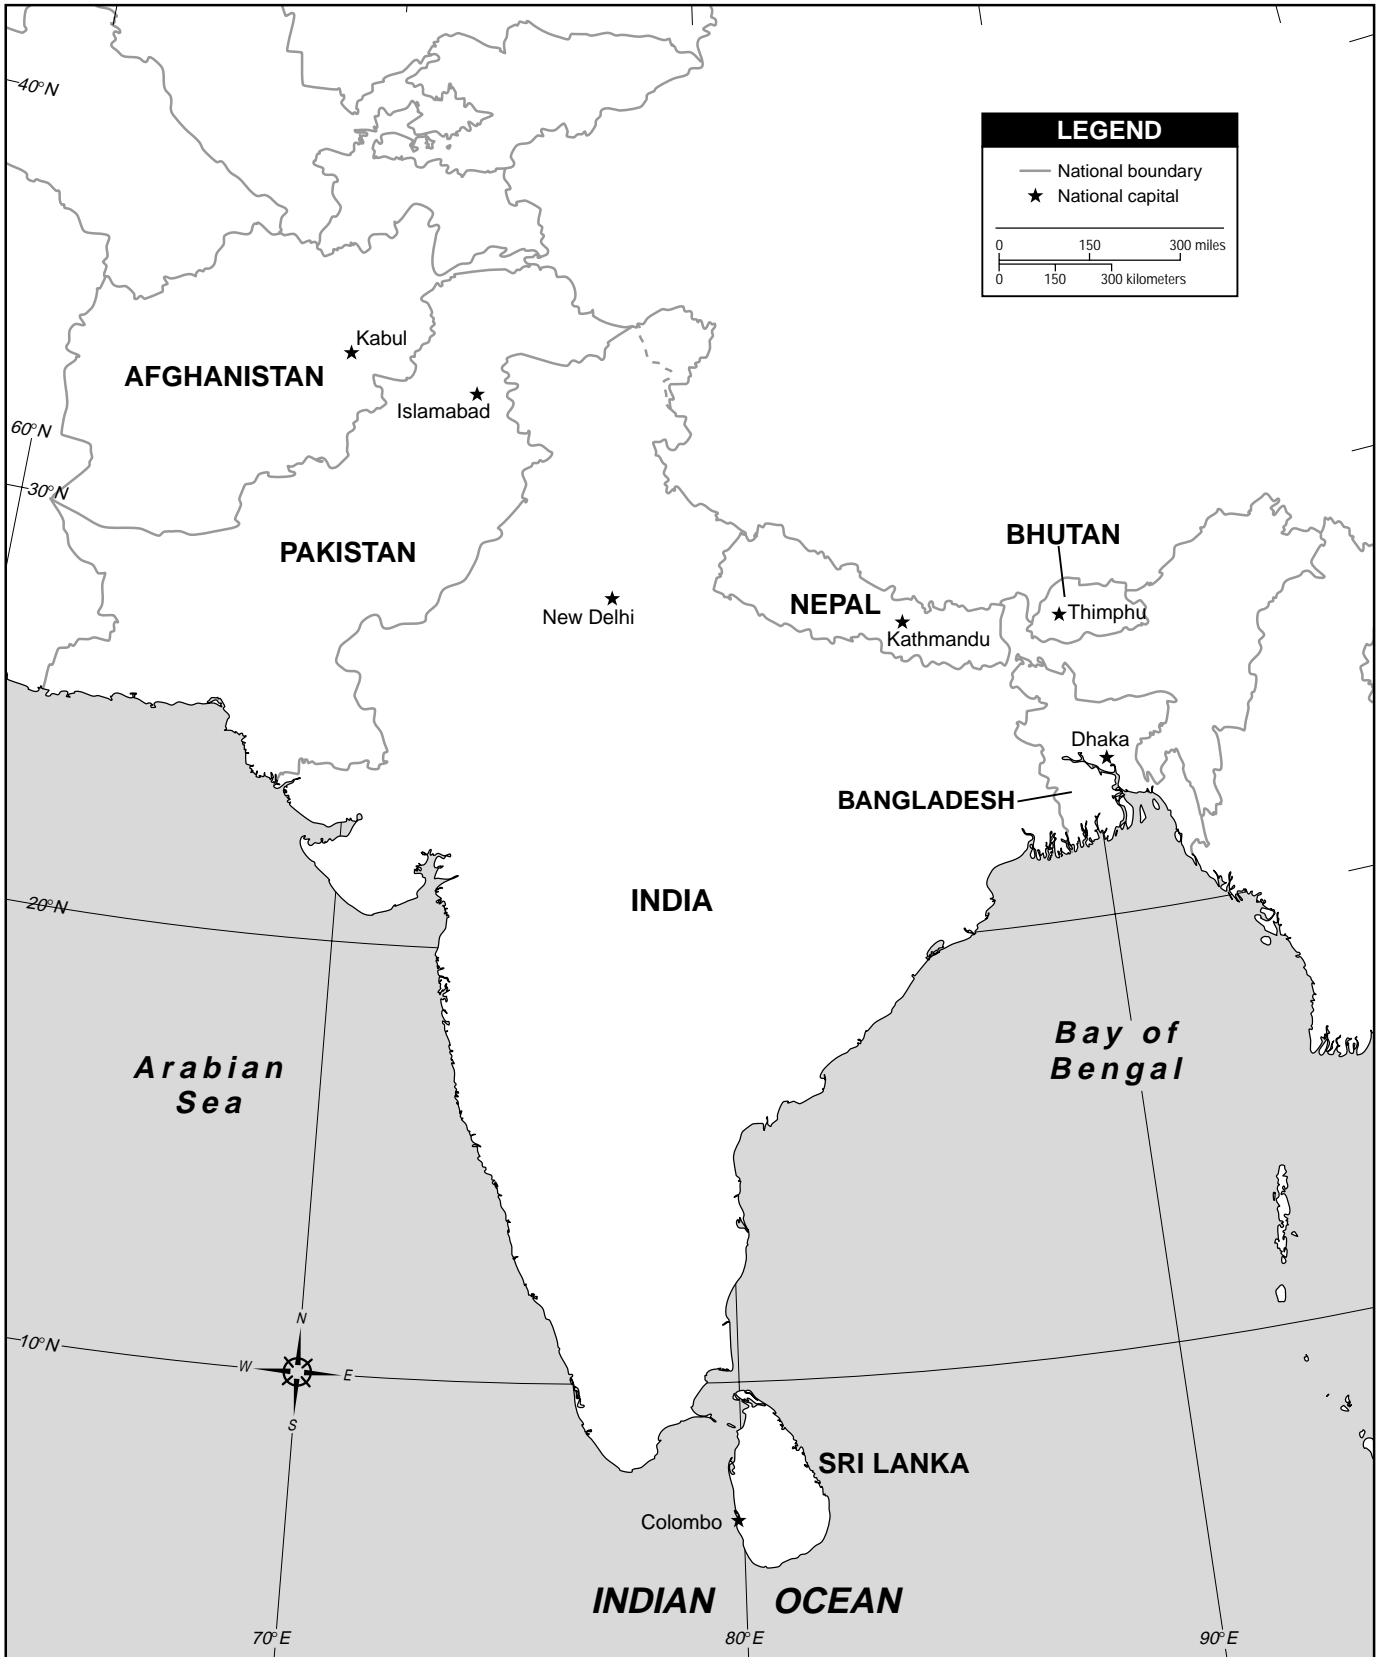 40°N
LEGEND
National boundary
National capital
0 150 300 miles
0 150 300 kilometers
Kabul
AFGHANISTAN
Islamabad
60°N
30°N
PAKISTAN
BHUTAN
New Delhi
NEPAL
Thimphu
Kathmandu
Dhaka
BANGLADESH
INDIA
20°N
Arabian
Sea
Bay of
Bengal
N
10°N
W
E
S
SRI LANKA
Colombo
INDIAN OCEAN
70°E
80°E
90°E